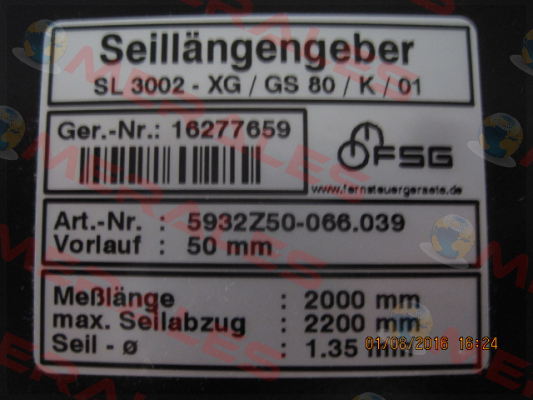 Seillängengeber
SL 3002 - XG / GS 80 / K / 01
Ger.-Nr.: 16277659
FSG
www.fernsteuergeraete.de
Art.-Nr. : 5932Z50-066.039
Vorlauf : 50 mm
Meßlänge : 2000 mm
max. Seilabzug : 2200 mm
Seil - ø : 1.35 mm
01/08/2016 16:24
MERALES